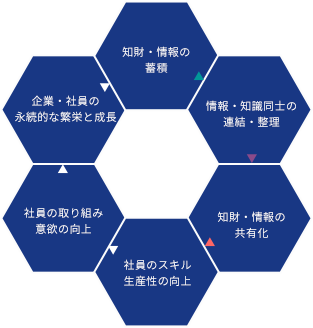 知財・情報の
蓄積
情報・知識同士の
連結・整理
知財・情報の
共有化
社員のスキル
生産性の向上
社員の取り組み
意欲の向上
企業・社員の
永続的な繁栄と成長